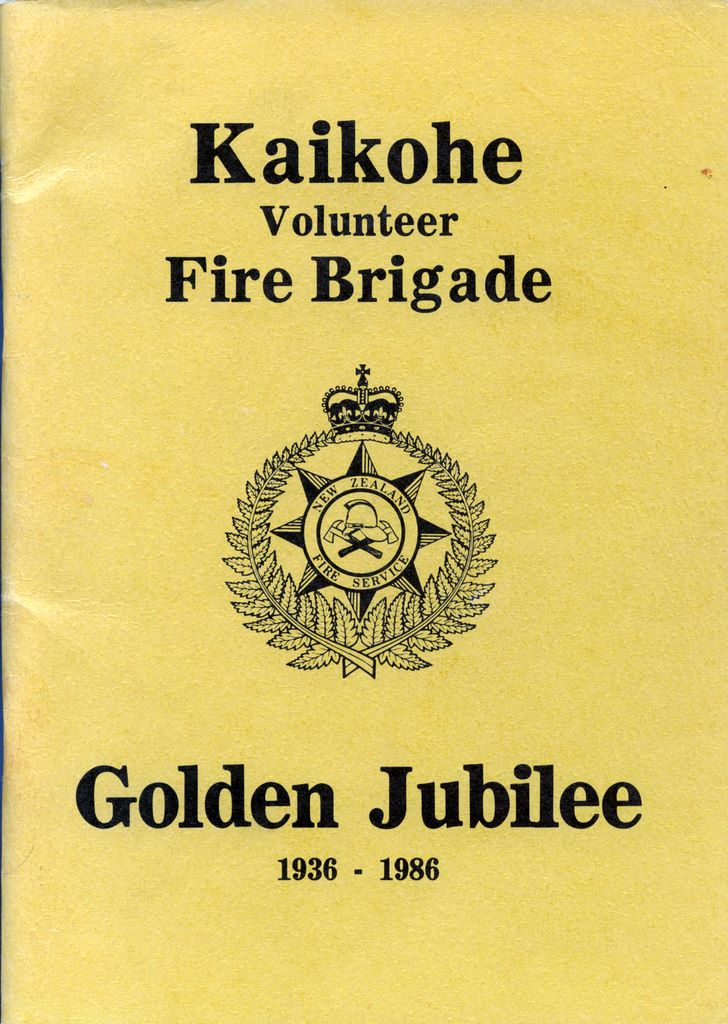 Kaikohe
Volunteer
Fire Brigade
NEW ZEALAND
FIRE SERVICE
Golden Jubilee
1936 - 1986